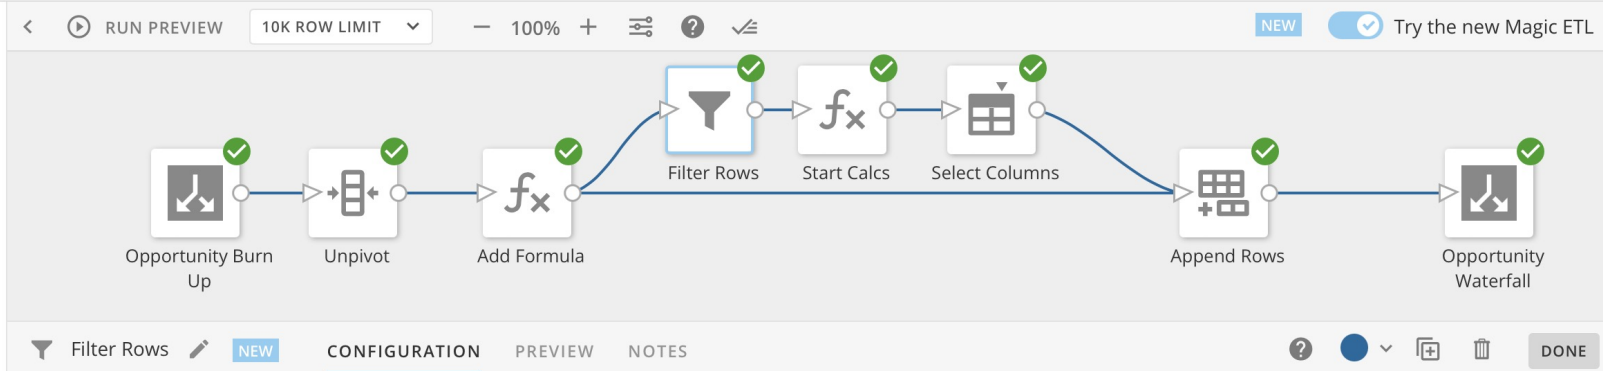 RUN PREVIEW
10K ROW LIMIT
100%
NEW
Try the new Magic ETL
Filter Rows
Start Calcs
Select Columns
Opportunity Burn
Up
Unpivot
Add Formula
Append Rows
Opportunity
Waterfall
Filter Rows
NEW
CONFIGURATION
PREVIEW
NOTES
DONE